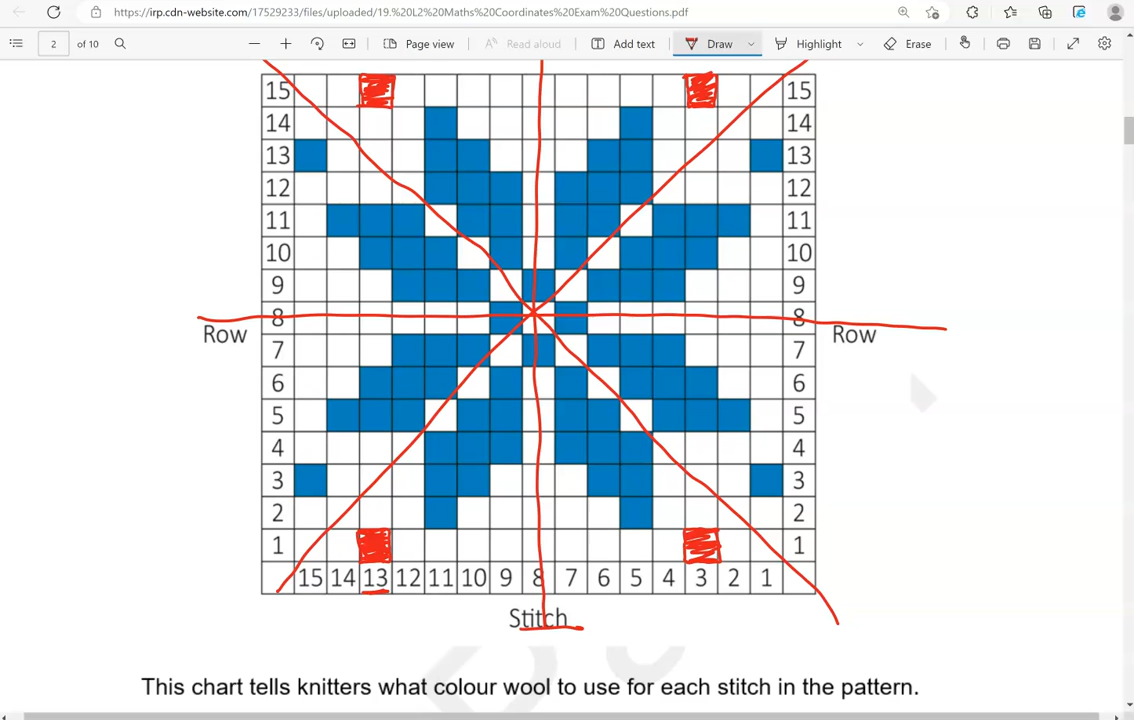 https://irp.cdn-website.com/17529233/files/uploaded/19.%20L2%20Maths%20Coordinates%20Exam%20Questions.pdf
2 of 10 Page view Read aloud Add text Draw Highlight Erase
15 15
14 14
13 13
12 12
11 11
10 10
9 9
8 8
Row Row
7 7
6 6
5 5
4 4
3 3
2 2
1 1
15 14 13 12 11 10 9 8 7 6 5 4 3 2 1
Stitch
This chart tells knitters what colour wool to use for each stitch in the pattern.